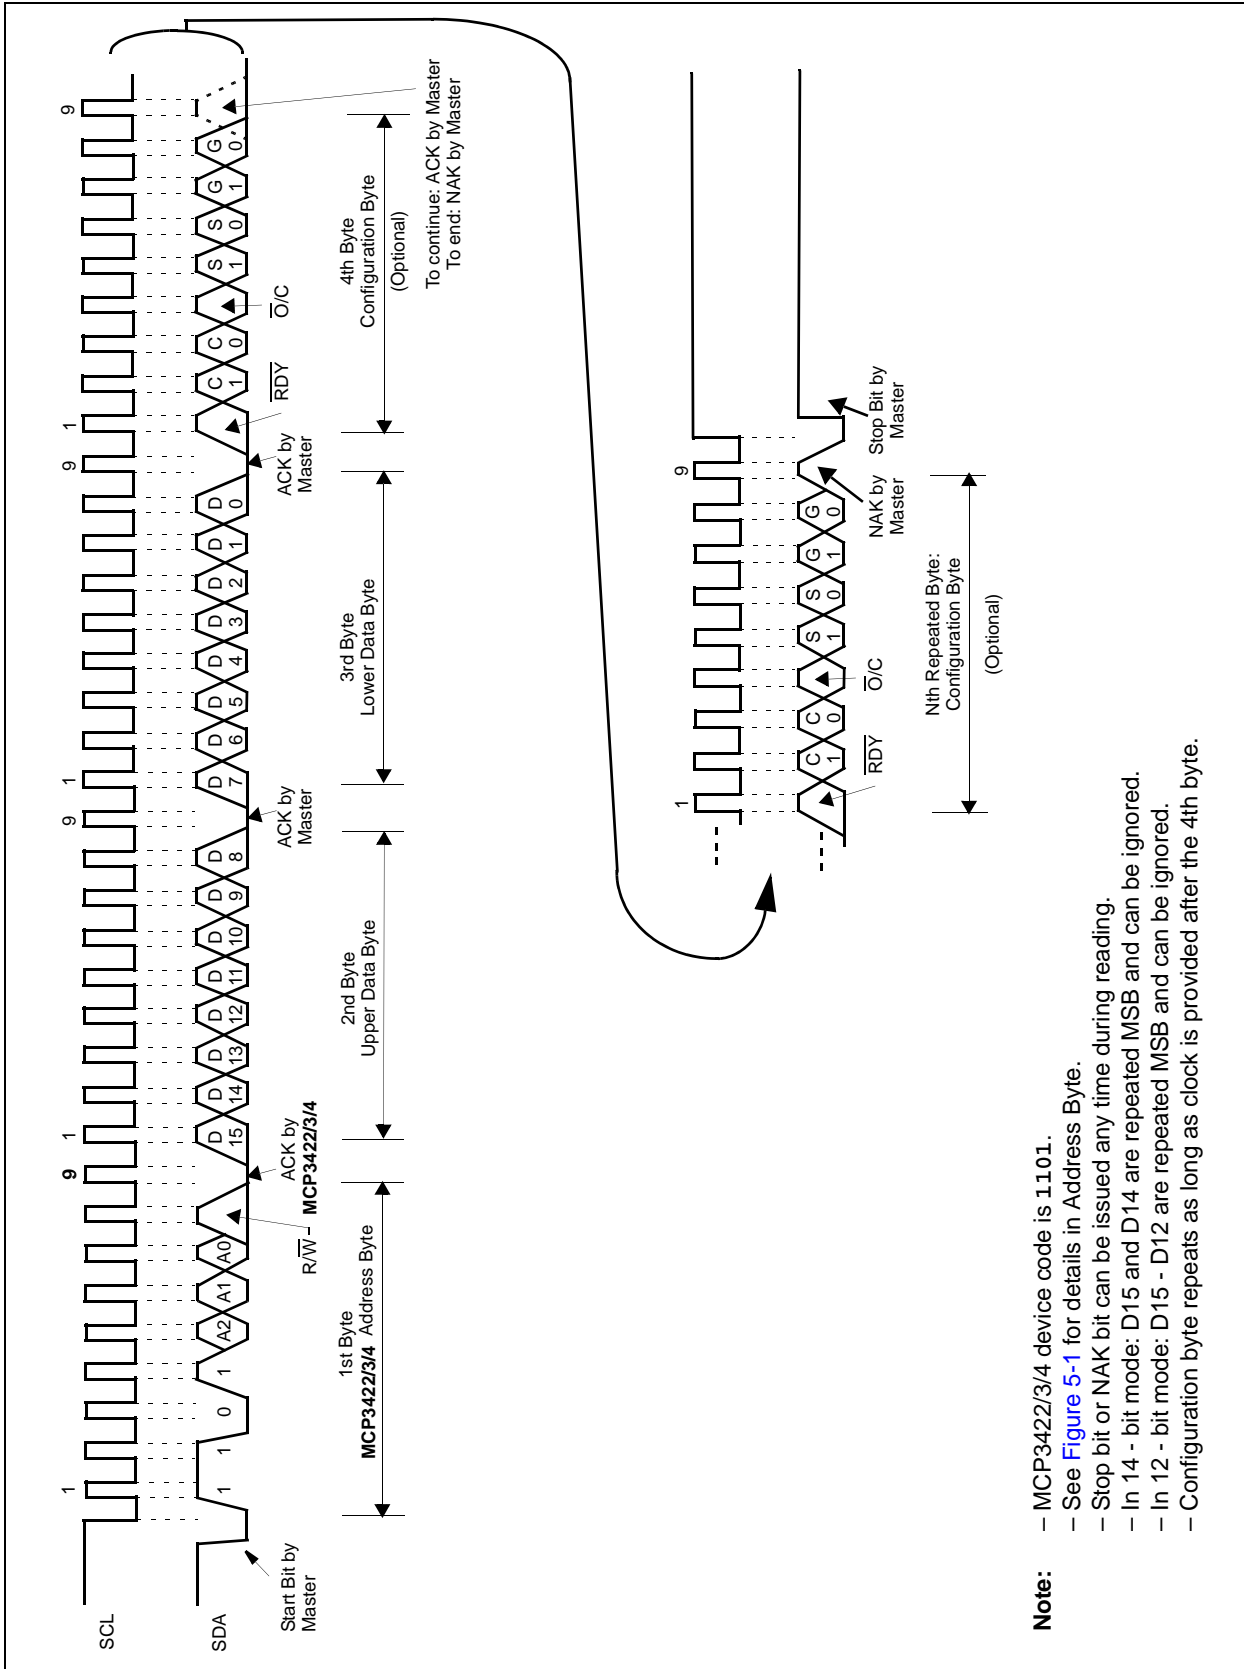 SCL
1
9
1
9
1
9
1
9
SDA
1
1
0
1
A2
A1
A0
D
15
D
14
D
13
D
12
D
11
D
10
D
9
D
8
D
7
D
6
D
5
D
4
D
3
D
2
D
1
D
0
C
1
C
0
S
1
S
0
G
1
G
0
Start Bit by
Master
R/W̅
ACK by
MCP3422/3/4
ACK by
Master
ACK by
Master
R̅D̅Y̅
O̅/C
1st Byte
MCP3422/3/4 Address Byte
2nd Byte
Upper Data Byte
3rd Byte
Lower Data Byte
4th Byte
Configuration Byte
(Optional)
To continue: ACK by Master
To end: NAK by Master
1
9
C
1
C
0
S
1
S
0
G
1
G
0
R̅D̅Y̅
O̅/C
NAK by
Master
Stop Bit by
Master
Nth Repeated Byte:
Configuration Byte
(Optional)
Note: – MCP3422/3/4 device code is 1101.
– See Figure 5-1 for details in Address Byte.
– Stop bit or NAK bit can be issued any time during reading.
– In 14 - bit mode: D15 and D14 are repeated MSB and can be ignored.
– In 12 - bit mode: D15 - D12 are repeated MSB and can be ignored.
– Configuration byte repeats as long as clock is provided after the 4th byte.